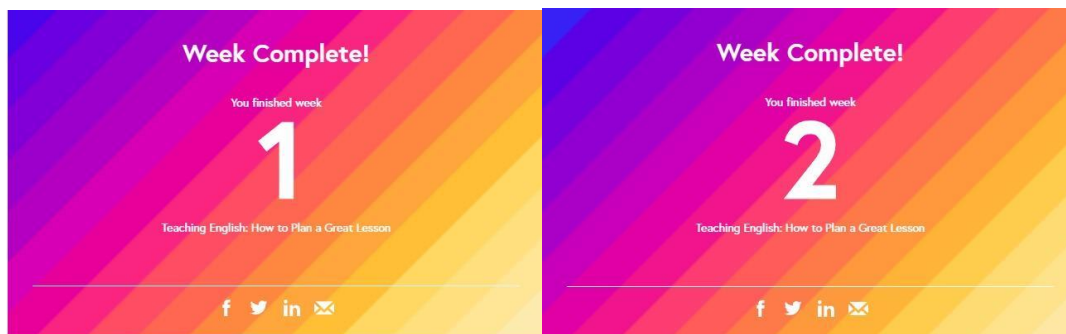 Week Complete!
You finished week
1
Teaching English: How to Plan a Great Lesson
Week Complete!
You finished week
2
Teaching English: How to Plan a Great Lesson